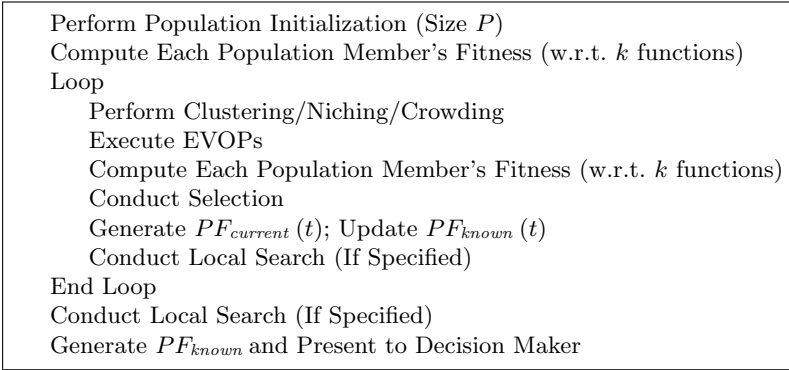 Perform Population Initialization (Size P)
Compute Each Population Member's Fitness (w.r.t. k functions)
Loop
Perform Clustering/Niching/Crowding
Execute EVOPs
Compute Each Population Member's Fitness (w.r.t. k functions)
Conduct Selection
Generate PF_current (t); Update PF_known (t)
Conduct Local Search (If Specified)
End Loop
Conduct Local Search (If Specified)
Generate PF_known and Present to Decision Maker